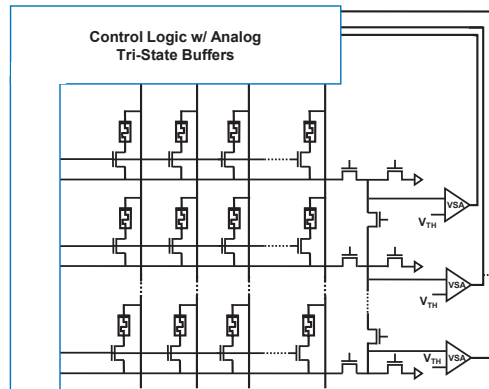 Control Logic w/ Analog
Tri-State Buffers
VSA
VTH
VSA
VTH
VSA
VTH